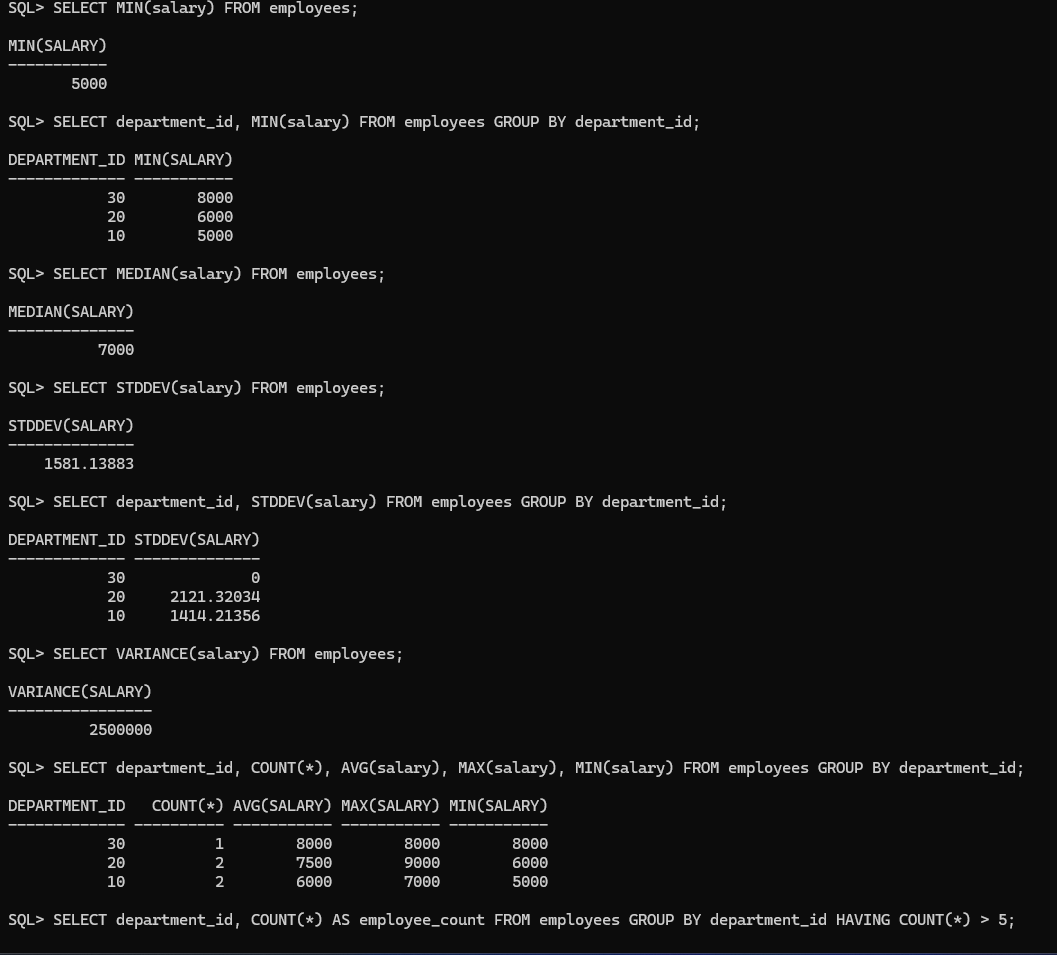 SQL> SELECT MIN(salary) FROM employees;
MIN(SALARY)
-----------
5000
SQL> SELECT department_id, MIN(salary) FROM employees GROUP BY department_id;
DEPARTMENT_ID MIN(SALARY)
------------- -----------
30 8000
20 6000
10 5000
SQL> SELECT MEDIAN(salary) FROM employees;
MEDIAN(SALARY)
--------------
7000
SQL> SELECT STDDEV(salary) FROM employees;
STDDEV(SALARY)
--------------
1581.13883
SQL> SELECT department_id, STDDEV(salary) FROM employees GROUP BY department_id;
DEPARTMENT_ID STDDEV(SALARY)
------------- --------------
30 0
20 2121.32034
10 1414.21356
SQL> SELECT VARIANCE(salary) FROM employees;
VARIANCE(SALARY)
----------------
2500000
SQL> SELECT department_id, COUNT(*), AVG(salary), MAX(salary), MIN(salary) FROM employees GROUP BY department_id;
DEPARTMENT_ID COUNT(*) AVG(SALARY) MAX(SALARY) MIN(SALARY)
------------- ---------- ----------- ----------- -----------
30 1 8000 8000 8000
20 2 7500 9000 6000
10 2 6000 7000 5000
SQL> SELECT department_id, COUNT(*) AS employee_count FROM employees GROUP BY department_id HAVING COUNT(*) > 5;